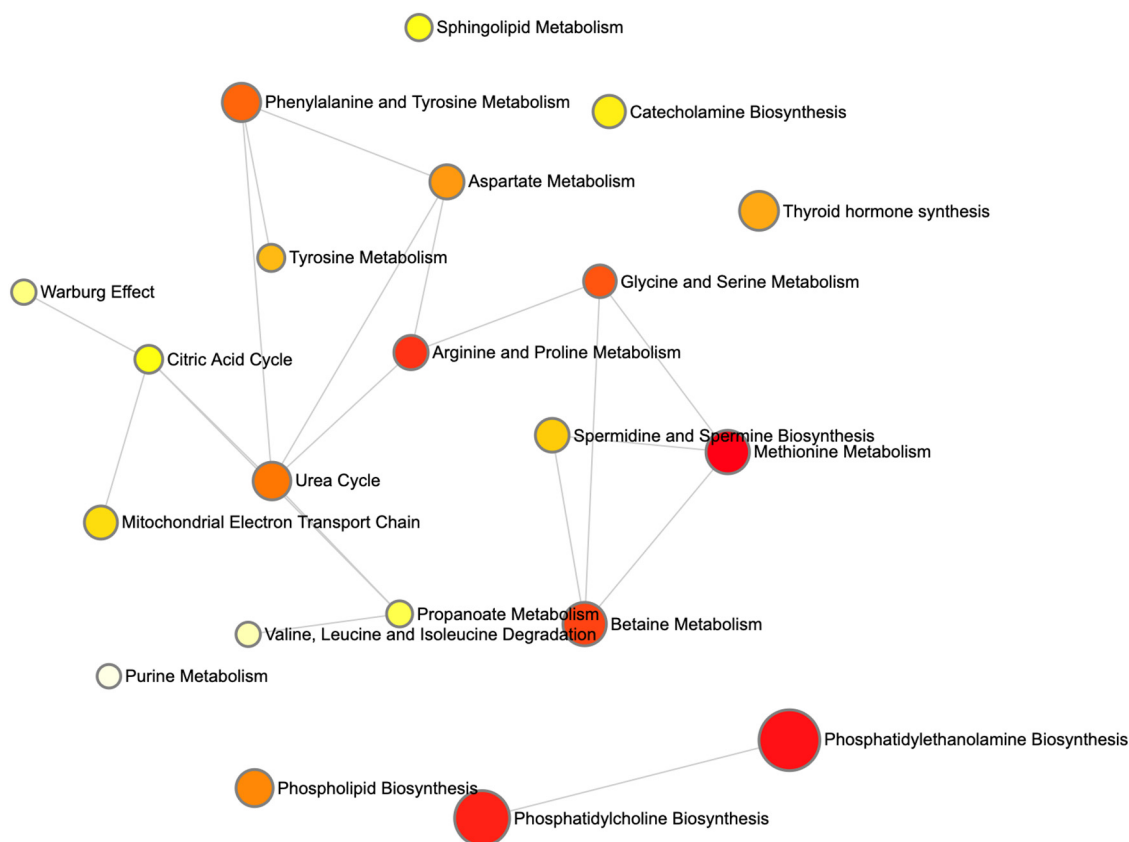 Sphingolipid Metabolism
Phenylalanine and Tyrosine Metabolism
Catecholamine Biosynthesis
Aspartate Metabolism
Thyroid hormone synthesis
Tyrosine Metabolism
Glycine and Serine Metabolism
Warburg Effect
Arginine and Proline Metabolism
Citric Acid Cycle
Spermidine and Spermine Biosynthesis
Methionine Metabolism
Urea Cycle
Mitochondrial Electron Transport Chain
Propanoate Metabolism
Betaine Metabolism
Valine, Leucine and Isoleucine Degradation
Purine Metabolism
Phosphatidylethanolamine Biosynthesis
Phospholipid Biosynthesis
Phosphatidylcholine Biosynthesis